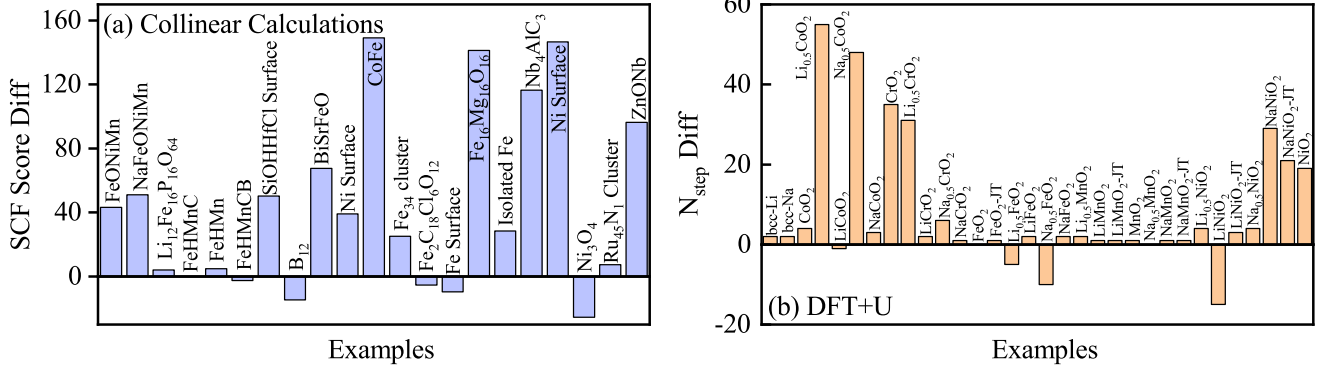 (a) Collinear Calculations
SCF Score Diff
160
120
80
40
0
FeONiMn
NaFeONiMn
Li₁₂Fe₁₆P₁₆O₆₄
FeHMnC
FeHMn
FeHMnCB
SiOHHfCl Surface
B₁₂
BiSrFeO
Ni Surface
CoFe
Fe₃₄ cluster
Fe₂C₁₈Cl₆O₁₂
Fe Surface
Fe₁₆Mg₁₆O₁₆
Isolated Fe
Nb₄AlC₃
Ni Surface
Ni₃O₄
Ru₄₅N₁ Cluster
ZnONb
Examples
N_step Diff
60
40
20
0
-20
bcc-Li
bcc-Na
CoO₂
Li₀.₅CoO₂
LiCoO₂
Na₀.₅CoO₂
NaCoO₂
CrO₂
Li₀.₅CrO₂
LiCrO₂
Na₀.₅CrO₂
NaCrO₂
FeO₂
FeO₂-JT
Li₀.₅FeO₂
LiFeO₂
Na₀.₅FeO₂
NaFeO₂
Li₀.₅MnO₂
LiMnO₂
LiMnO₂-JT
MnO₂
Na₀.₅MnO₂
NaMnO₂
NaMnO₂-JT
Li₀.₅NiO₂
LiNiO₂
LiNiO₂-JT
Na₀.₅NiO₂
NaNiO₂
NaNiO₂-JT
NiO₂
(b) DFT+U
Examples